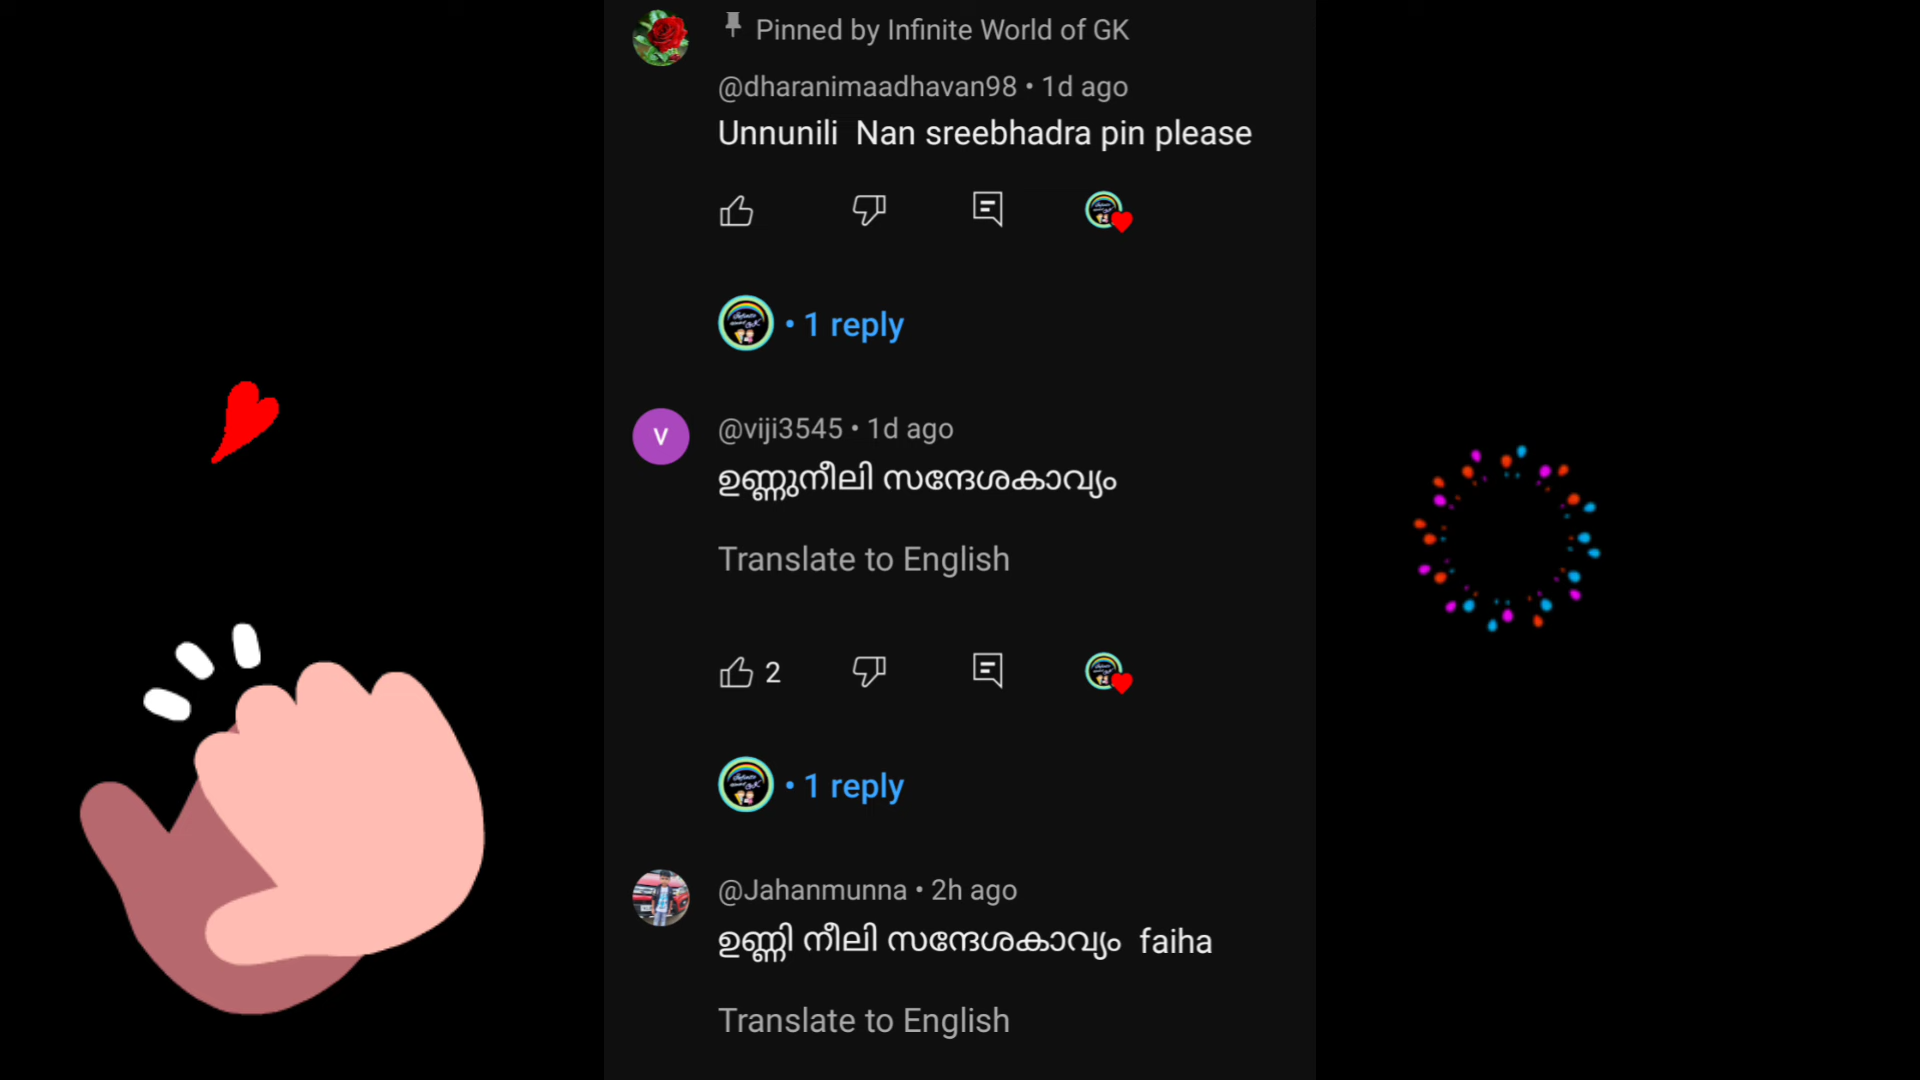 Pinned by Infinite World of GK
@dharanimaadhavan98 • 1d ago
Unnunili Nan sreebhadra pin please
• 1 reply
V
@viji3545 • 1d ago
ഉണ്ണുനീലി സന്ദേശകാവ്യം
Translate to English
2
• 1 reply
@Jahanmunna • 2h ago
ഉണ്ണി നീലി സന്ദേശകാവ്യം faiha
Translate to English